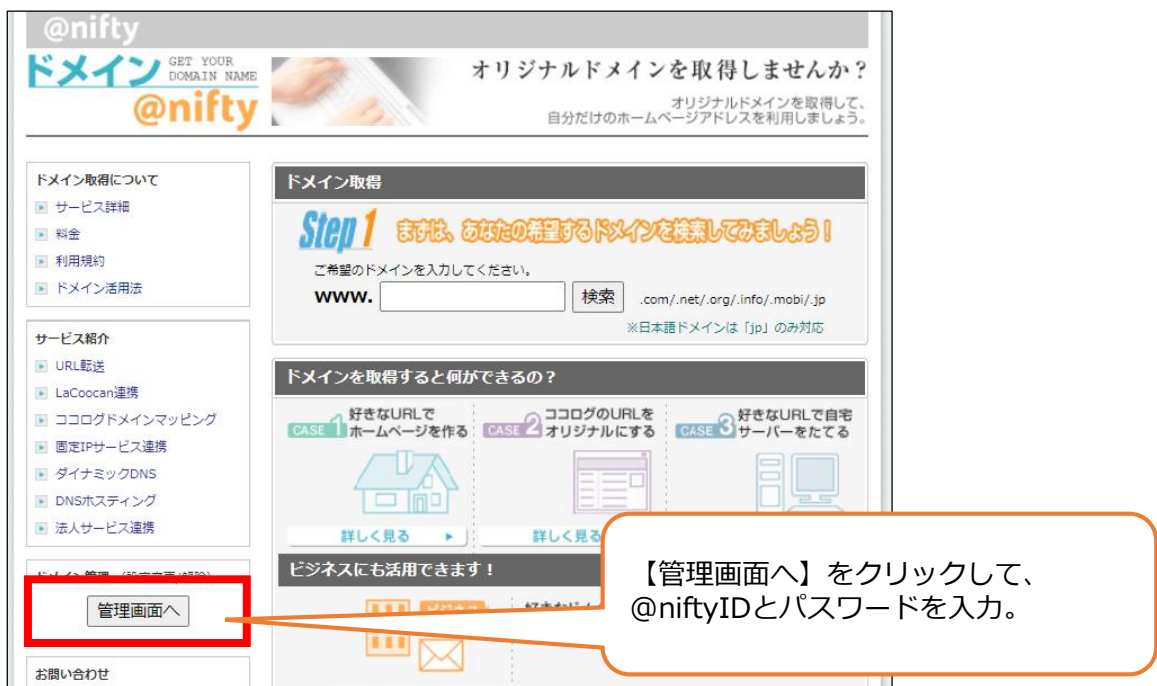 @nifty
ドメイン
GET YOUR
DOMAIN NAME
@nifty
オリジナルドメインを取得しませんか？
オリジナルドメインを取得して、
自分だけのホームページアドレスを利用しましょう。
ドメイン取得について
サービス詳細
料金
利用規約
ドメイン活用法
サービス紹介
URL転送
LaCoocan連携
ココログドメインマッピング
固定IPサービス連携
ダイナミックDNS
DNSホスティング
法人サービス連携
管理画面へ
お問い合わせ
ドメイン取得
Step 1 まずは、あなたの希望するドメインを検索してみましょう！
ご希望のドメインを入力してください。
www. 検索 .com/.net/.org/.info/.mobi/.jp
※日本語ドメインは「jp」のみ対応
ドメインを取得すると何ができるの？
CASE 1 好きなURLで
ホームページを作る
詳しく見る
CASE 2 ココログのURLを
オリジナルにする
詳しく見る
CASE 3 好きなURLで自宅
サーバーをたてる
ビジネスにも活用できます！
【管理画面へ】をクリックして、
@niftyIDとパスワードを入力。